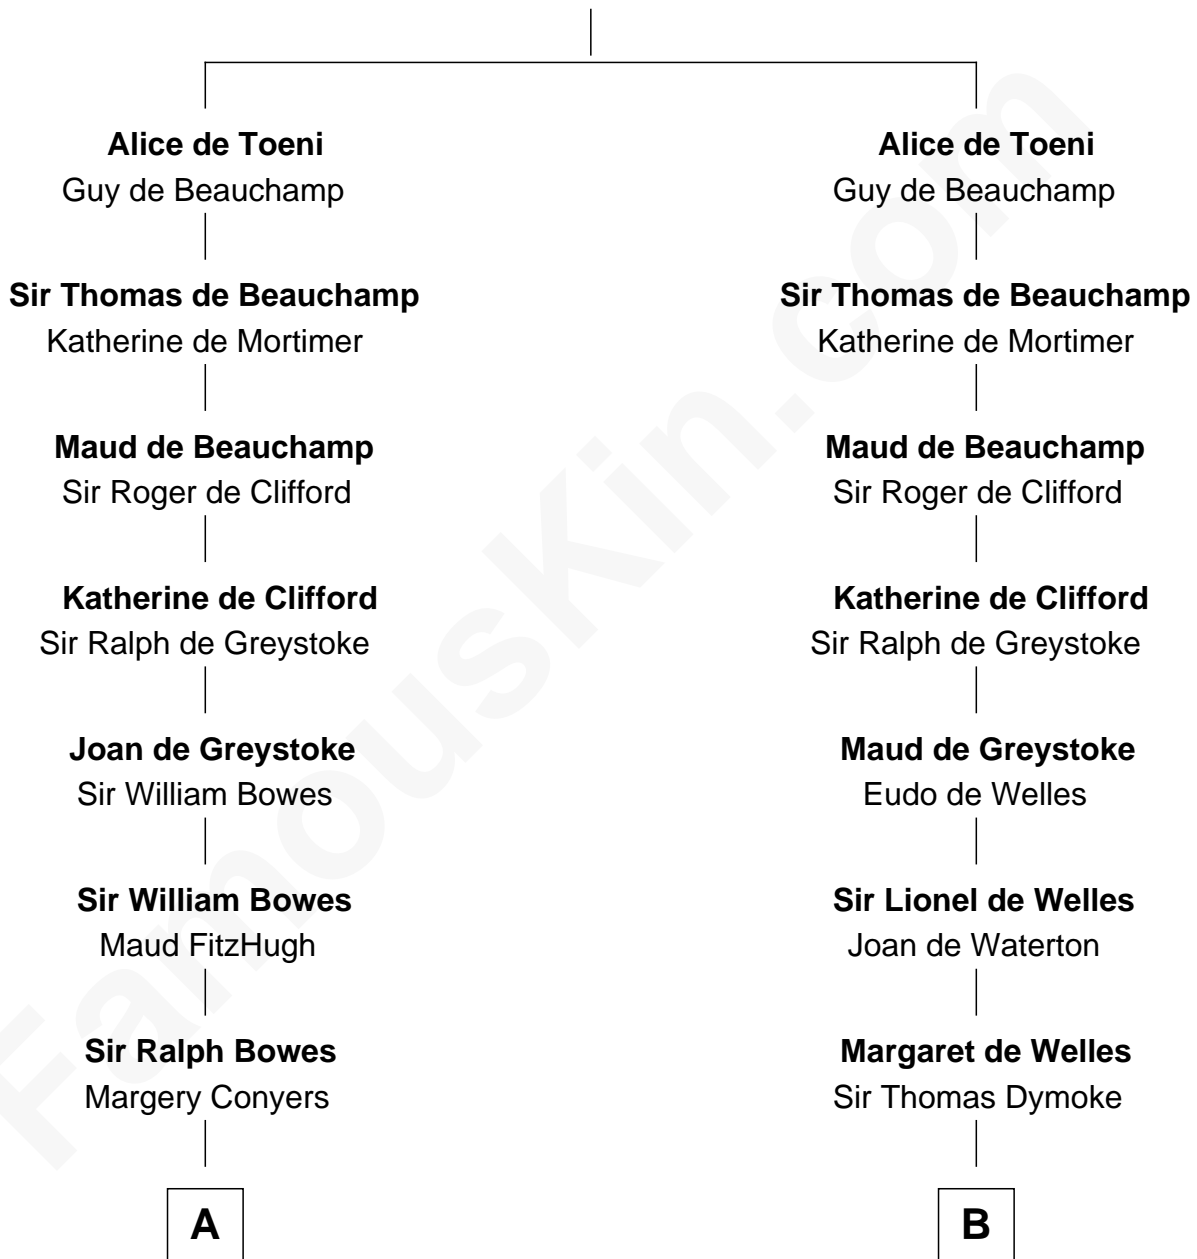 Alice de Toeni
Guy de Beauchamp
Sir Thomas de Beauchamp
Katherine de Mortimer
Maud de Beauchamp
Sir Roger de Clifford
Katherine de Clifford
Sir Ralph de Greystoke
Joan de Greystoke
Sir William Bowes
Sir William Bowes
Maud FitzHugh
Sir Ralph Bowes
Margery Conyers
A
Alice de Toeni
Guy de Beauchamp
Sir Thomas de Beauchamp
Katherine de Mortimer
Maud de Beauchamp
Sir Roger de Clifford
Katherine de Clifford
Sir Ralph de Greystoke
Maud de Greystoke
Eudo de Welles
Sir Lionel de Welles
Joan de Waterton
Margaret de Welles
Sir Thomas Dymoke
B
FamousKin.com